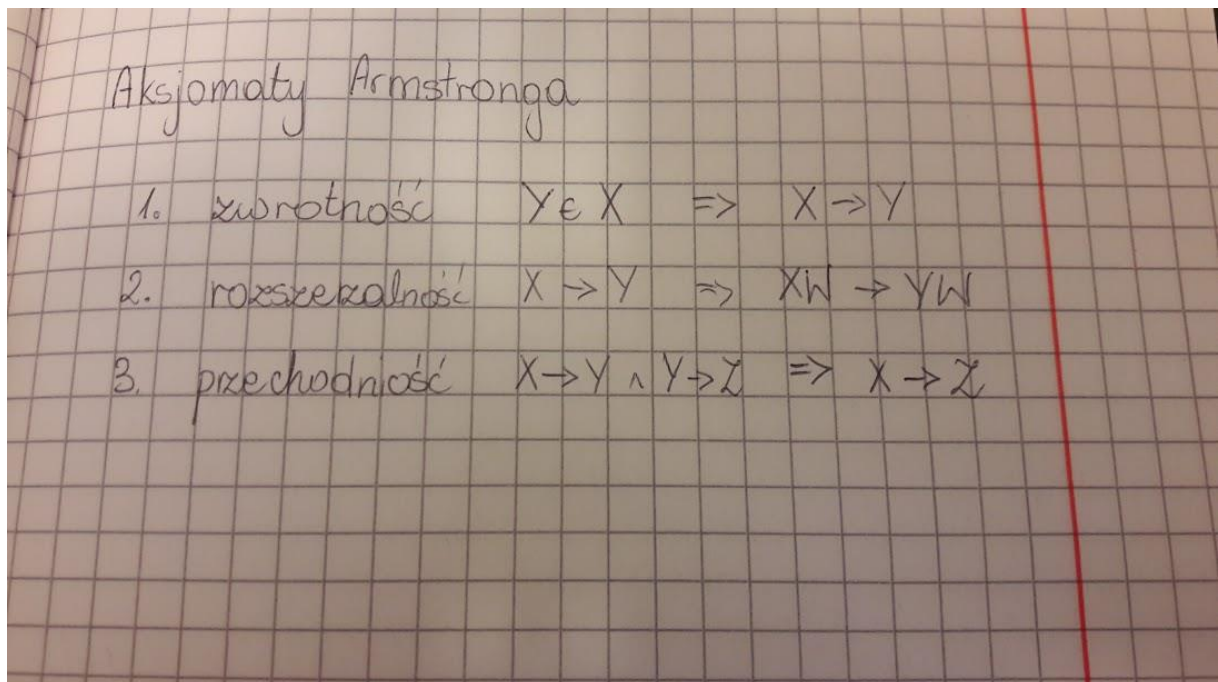 Aksjomaty Armstronga
1. zwrotność Y ∈ X => X → Y
2. rozszerzalność X → Y => XW → YW
3. przechodniość X → Y ∧ Y → Z => X → Z